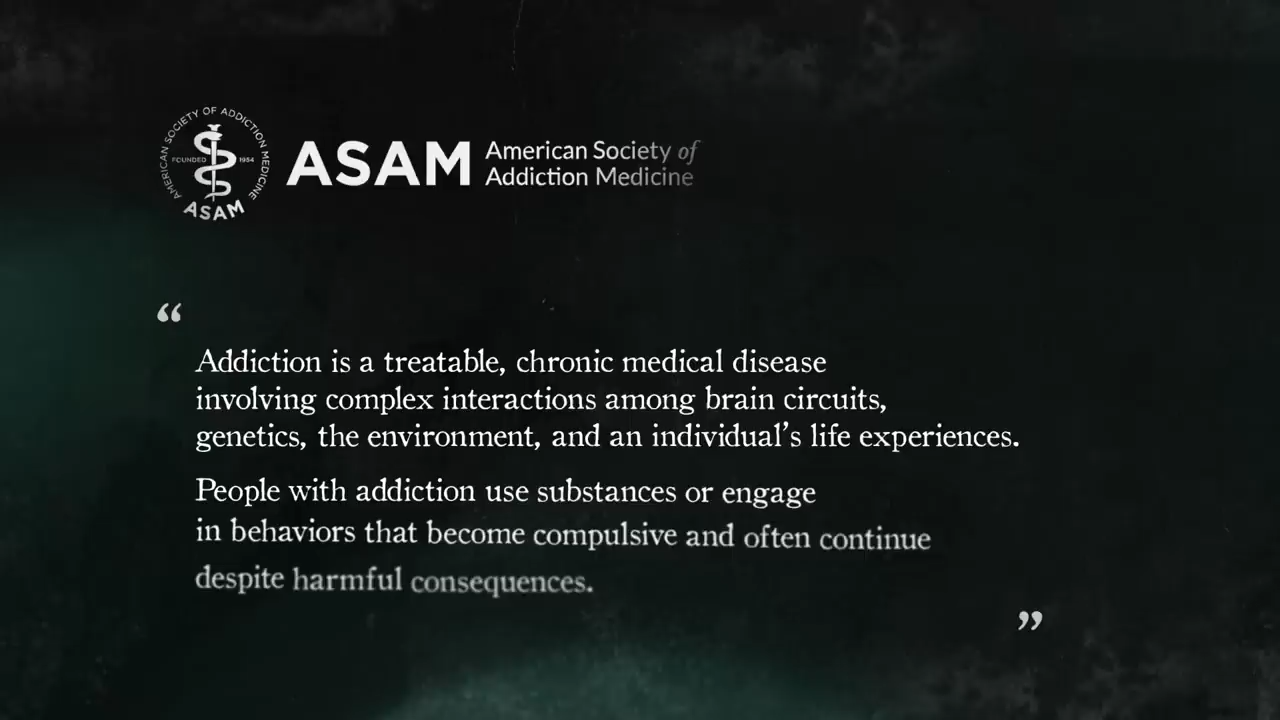 AMERICAN SOCIETY OF ADDICTION MEDICINE
FOUNDED 1954
ASAM
ASAM
American Society of
Addiction Medicine
“
Addiction is a treatable, chronic medical disease
involving complex interactions among brain circuits,
genetics, the environment, and an individual’s life experiences.
People with addiction use substances or engage
in behaviors that become compulsive and often continue
despite harmful consequences.
”